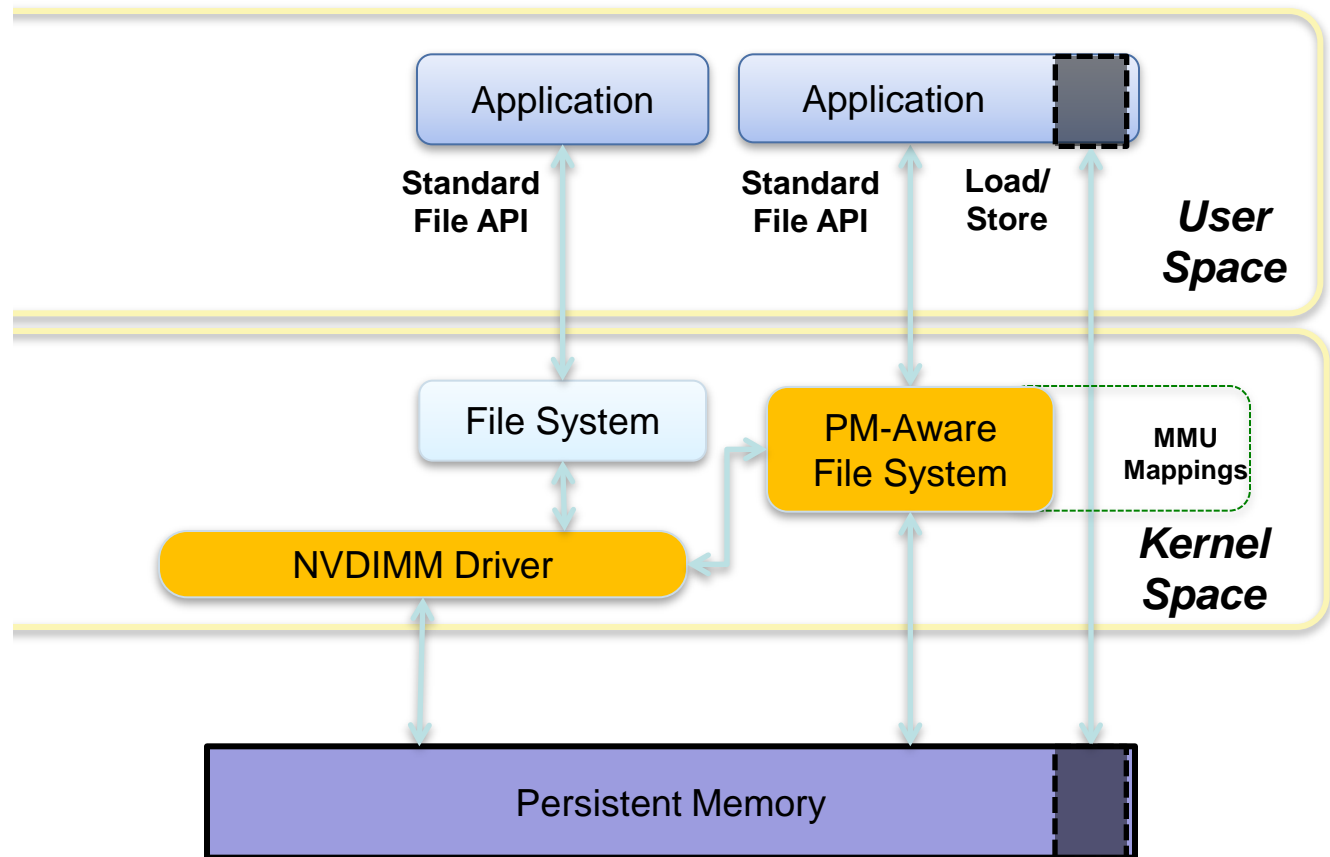 Application
Application
Standard
File API
Standard
File API
Load/
Store
User
Space
File System
PM-Aware
File System
MMU
Mappings
NVDIMM Driver
Kernel
Space
Persistent Memory